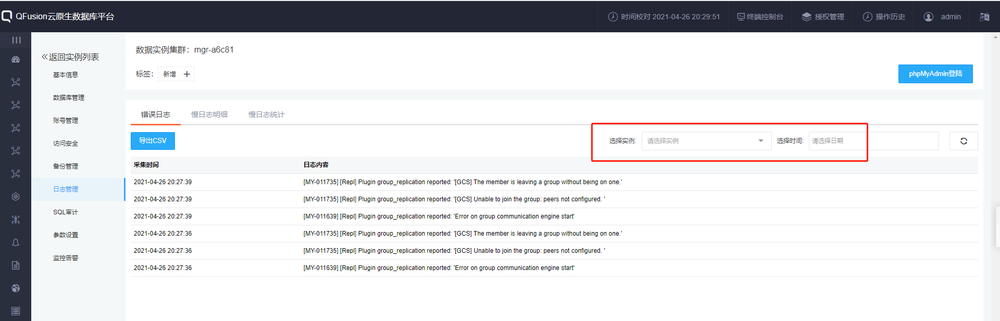 QFusion云原生数据库平台
时间校对 2021-04-26 20:29:51 终端控制台 授权管理 操作历史 admin
返回实例列表
基本信息
数据库管理
账号管理
访问安全
备份管理
日志管理
SQL审计
参数设置
监控告警
数据实例集群：mgr-a6c81
标签： 新增 +
phpMyAdmin登陆
错误日志 慢日志明细 慢日志统计
导出CSV 选择实例: 请选择实例 选择时间: 请选择日期
采集时间 日志内容
2021-04-26 20:27:39 [MY-011735] [Repl] Plugin group_replication reported: '[GCS] The member is leaving a group without being on one.'
2021-04-26 20:27:39 [MY-011735] [Repl] Plugin group_replication reported: '[GCS] Unable to join the group: peers not configured. '
2021-04-26 20:27:39 [MY-011639] [Repl] Plugin group_replication reported: 'Error on group communication engine start'
2021-04-26 20:27:36 [MY-011735] [Repl] Plugin group_replication reported: '[GCS] The member is leaving a group without being on one.'
2021-04-26 20:27:36 [MY-011735] [Repl] Plugin group_replication reported: '[GCS] Unable to join the group: peers not configured. '
2021-04-26 20:27:36 [MY-011639] [Repl] Plugin group_replication reported: 'Error on group communication engine start'